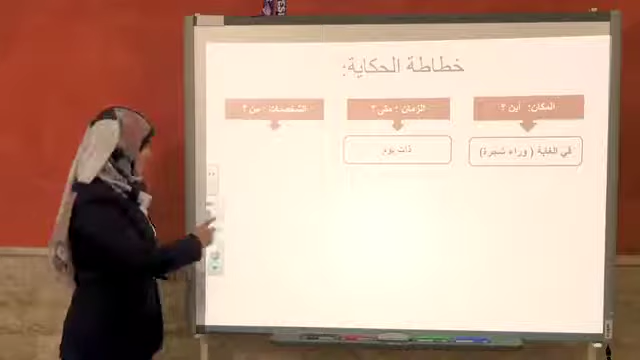 خطاطة الحكاية:
المكان: أين ؟
الزمان : متى ؟
الشخصيات : من ؟
في الغابة ( وراء شجرة)
ذات يوم